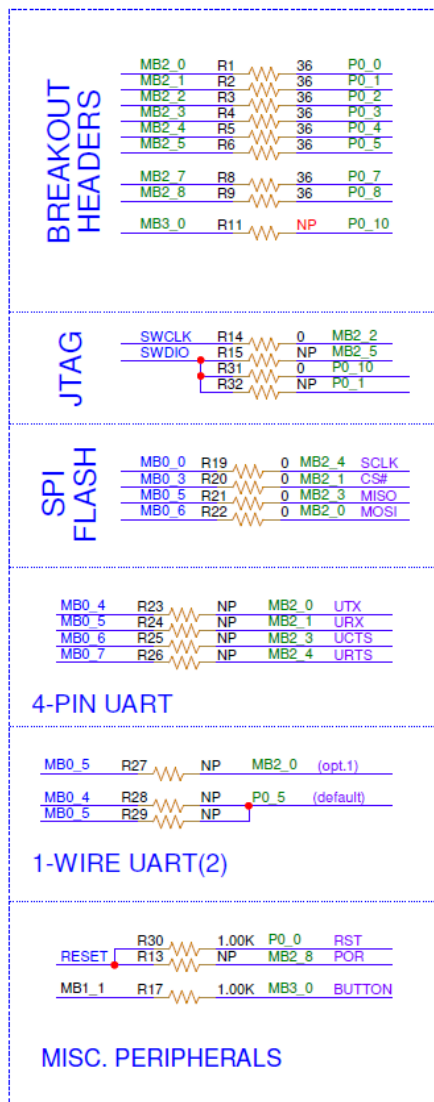 BREAKOUT
HEADERS
MB2_0 R1 36 P0_0
MB2_1 R2 36 P0_1
MB2_2 R3 36 P0_2
MB2_3 R4 36 P0_3
MB2_4 R5 36 P0_4
MB2_5 R6 36 P0_5
MB2_7 R8 36 P0_7
MB2_8 R9 36 P0_8
MB3_0 R11 NP P0_10
JTAG
SWCLK R14 0 MB2_2
SWDIO R15 NP MB2_5
R31 0 P0_10
R32 NP P0_1
SPI
FLASH
MB0_0 R19 0 MB2_4 SCLK
MB0_3 R20 0 MB2_1 CS#
MB0_5 R21 0 MB2_3 MISO
MB0_6 R22 0 MB2_0 MOSI
MB0_4 R23 NP MB2_0 UTX
MB0_5 R24 NP MB2_1 URX
MB0_6 R25 NP MB2_3 UCTS
MB0_7 R26 NP MB2_4 URTS
4-PIN UART
MB0_5 R27 NP MB2_0 (opt.1)
MB0_4 R28 NP P0_5 (default)
MB0_5 R29 NP
1-WIRE UART(2)
R30 1.00K P0_0 RST
RESET R13 NP MB2_8 POR
MB1_1 R17 1.00K MB3_0 BUTTON
MISC. PERIPHERALS